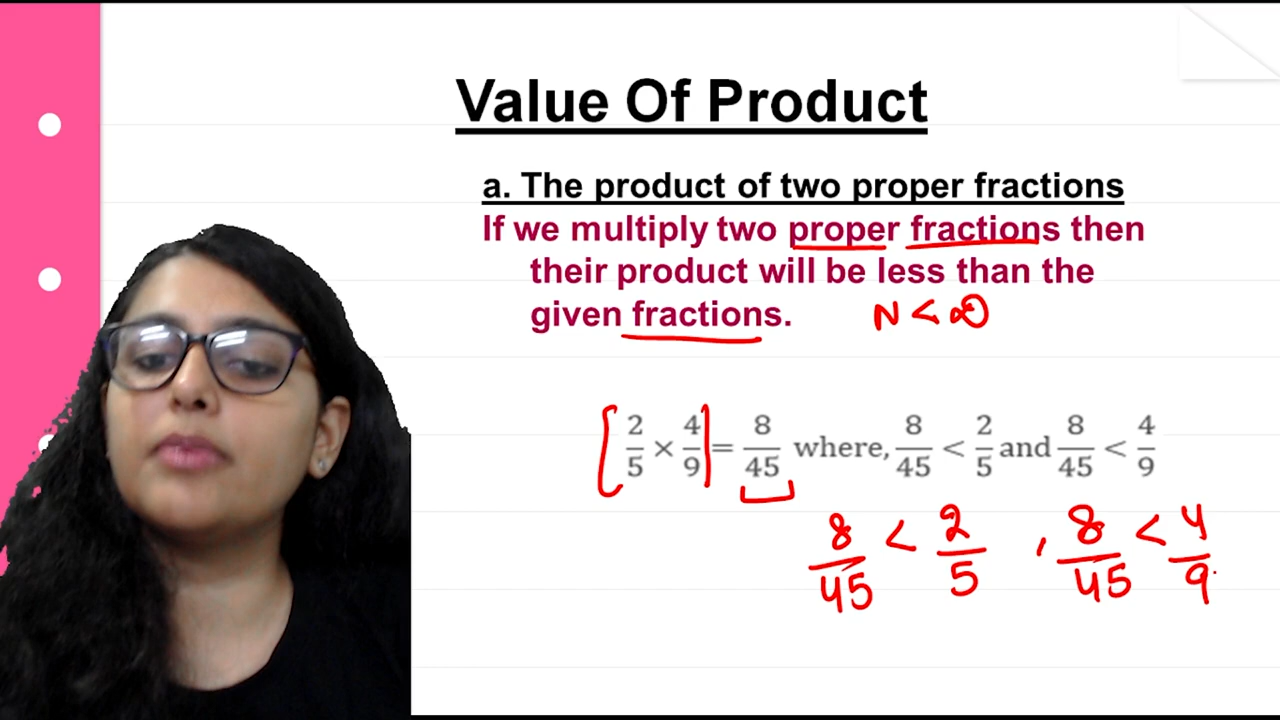 Value Of Product
a. The product of two proper fractions
If we multiply two proper fractions then
their product will be less than the
given fractions.
N < D
2/5 × 4/9 = 8/45 where, 8/45 < 2/5 and 8/45 < 4/9
8/45 < 2/5 , 8/45 < 4/9